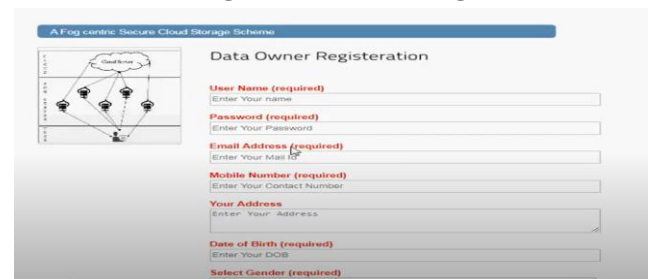 A Fog centric Secure Cloud Storage Scheme
Cloud Server
Data Owner Registeration
User Name (required)
Enter Your name
Password (required)
Enter Your Password
Email Address (required)
Enter Your Mail Id
Mobile Number (required)
Enter Your Contact Number
Your Address
Enter Your Address
Date of Birth (required)
Enter Your DOB
Select Gender (required)